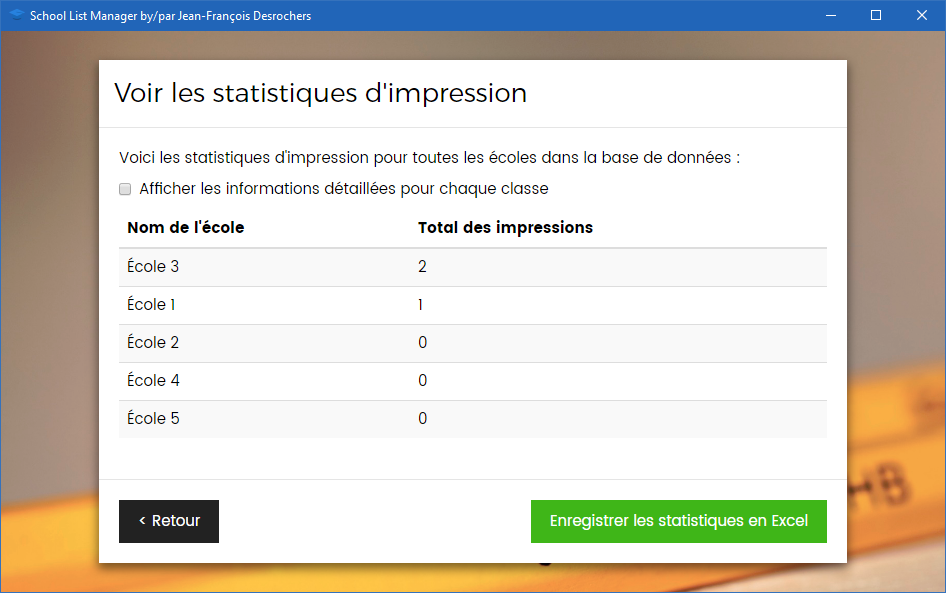 School List Manager by/par Jean-François Desrochers
Voir les statistiques d'impression
Voici les statistiques d'impression pour toutes les écoles dans la base de données :
Afficher les informations détaillées pour chaque classe
Nom de l'école Total des impressions
École 3 2
École 1 1
École 2 0
École 4 0
École 5 0
HB
< Retour Enregistrer les statistiques en Excel